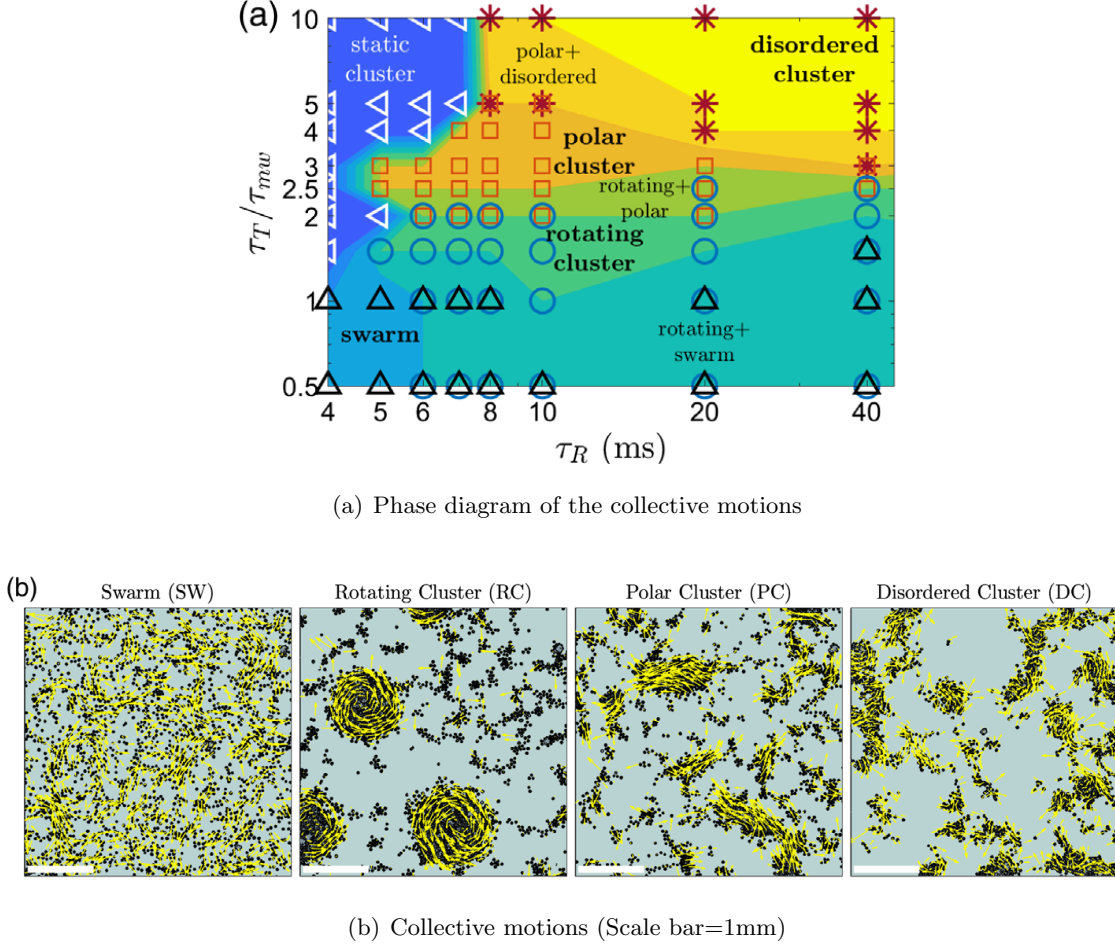 (a)
10
5
4
3
2.5
2
1
0.5
τ_T/τ_{mw}
static
cluster
polar+
disordered
disordered
cluster
polar
cluster
rotating+
polar
rotating
cluster
swarm
rotating+
swarm
4 5 6 8 10 20 40
τ_R (ms)
(a) Phase diagram of the collective motions
(b) Swarm (SW) Rotating Cluster (RC) Polar Cluster (PC) Disordered Cluster (DC)
(b) Collective motions (Scale bar=1mm)